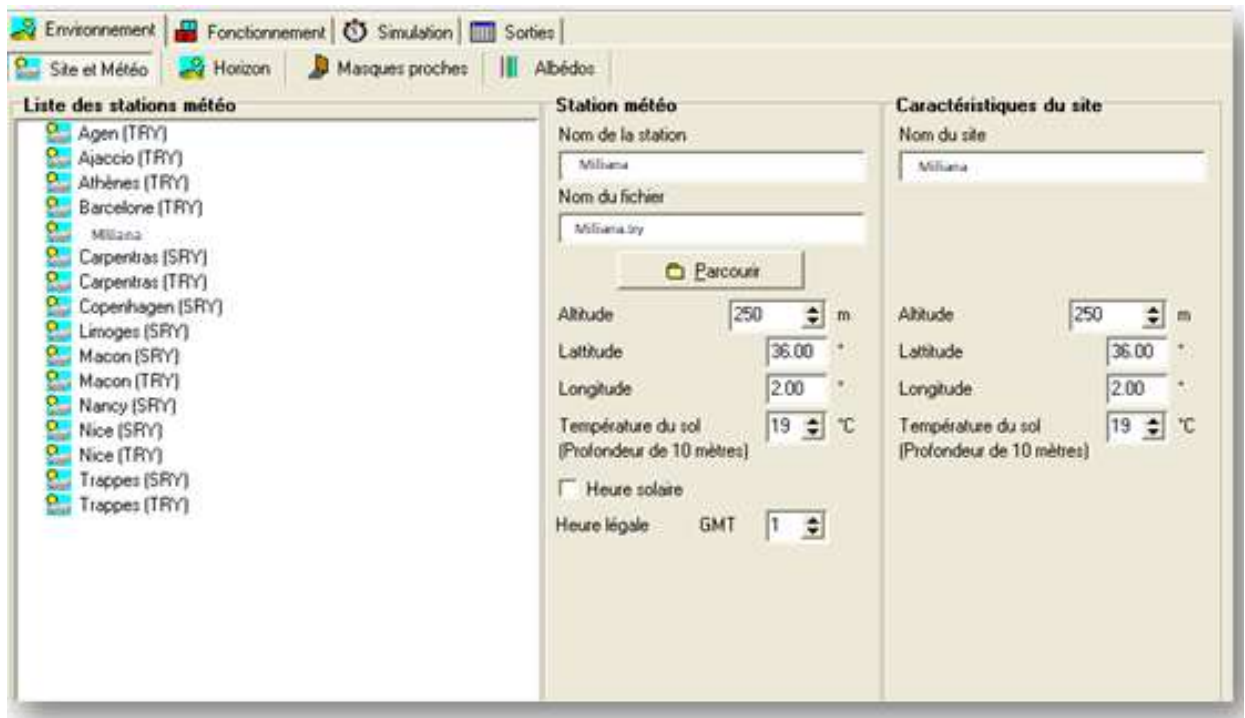 Environnement Fonctionnement Simulation Sorties
Site et Météo Horizon Masques proches Albédos
Liste des stations météo
Agen (TRY)
Ajaccio (TRY)
Athènes (TRY)
Barcelone (TRY)
Miliana
Carpentras (SRY)
Carpentras (TRY)
Copenhagen (SRY)
Limoges (SRY)
Macon (SRY)
Macon (TRY)
Nancy (SRY)
Nice (SRY)
Nice (TRY)
Trappes (SRY)
Trappes (TRY)
Station météo
Nom de la station
Milliana
Nom du fichier
Milliana.try
Parcourir
Altitude 250 m
Lattitude 36.00 °
Longitude 2.00 °
Température du sol 19 °C
(Profondeur de 10 mètres)
Heure solaire
Heure légale GMT 1
Caractéristiques du site
Nom du site
Milliana
Altitude 250 m
Lattitude 36.00 °
Longitude 2.00 °
Température du sol 19 °C
(Profondeur de 10 mètres)